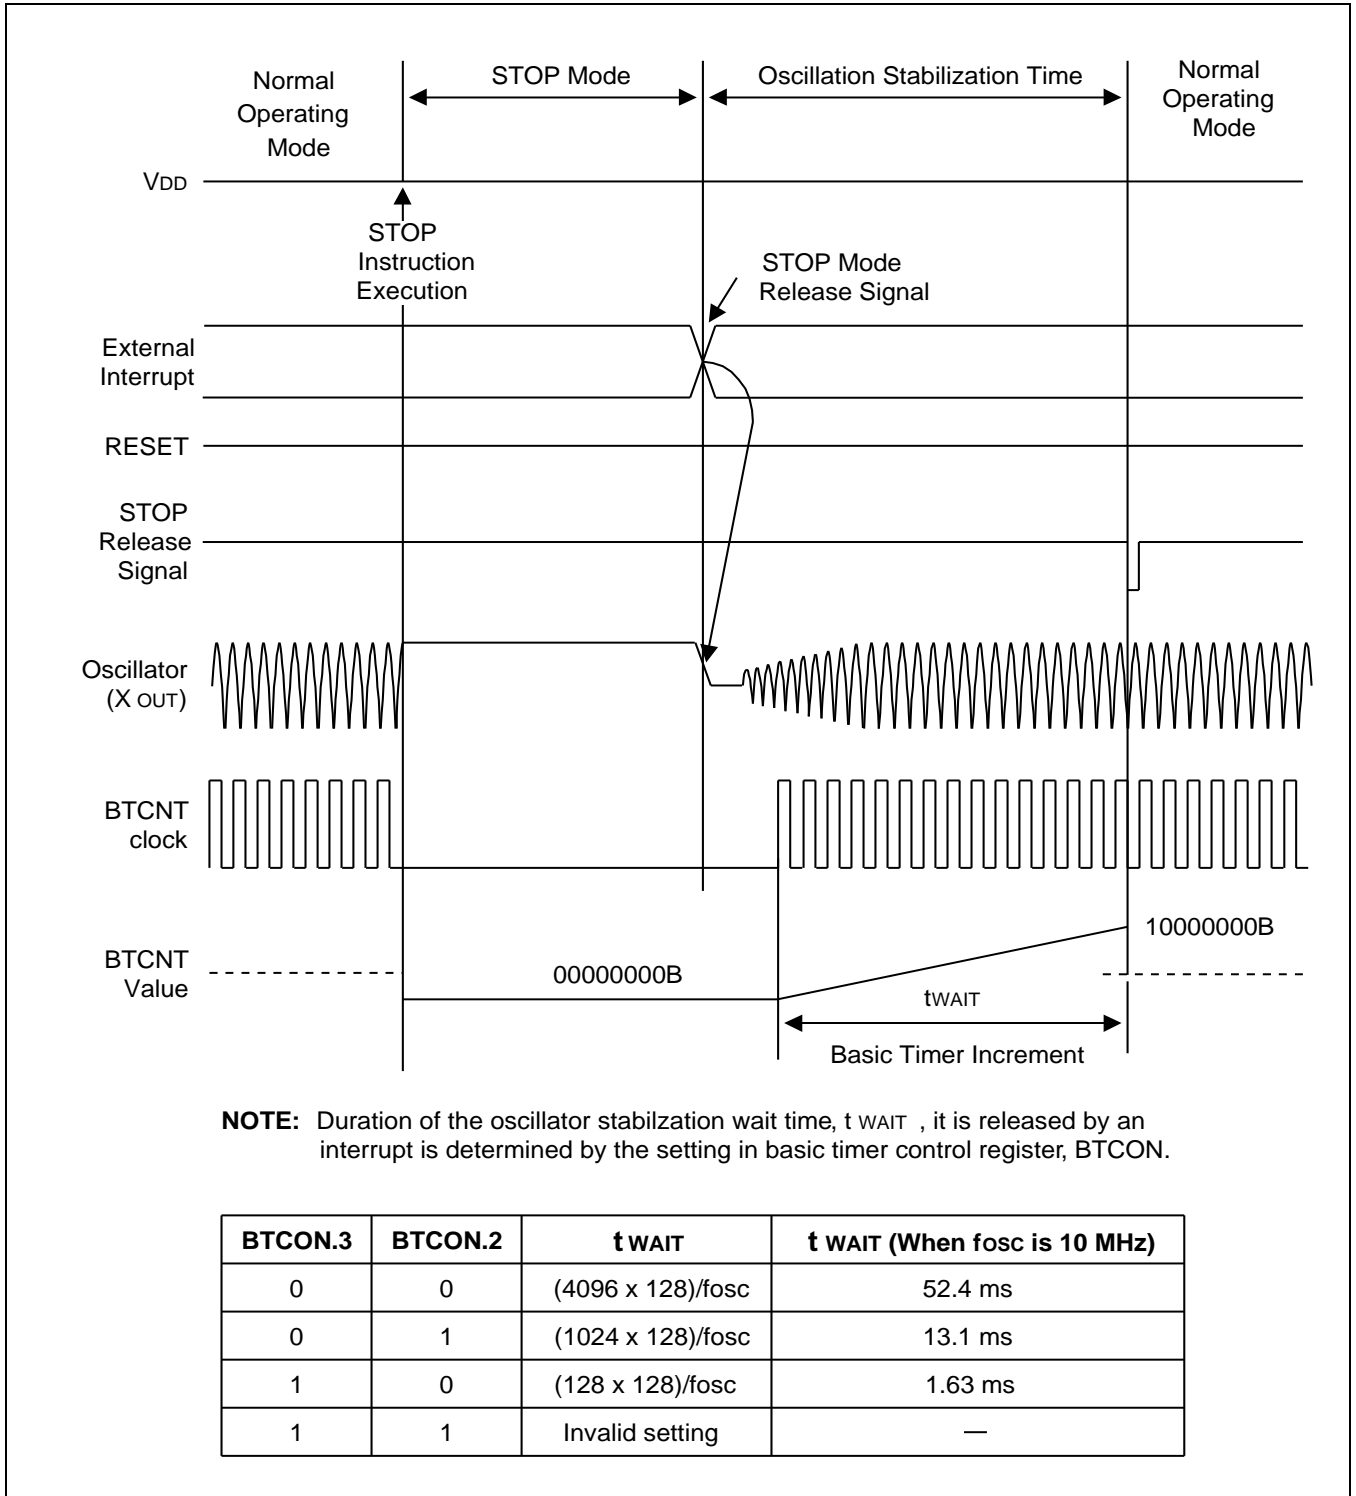 Normal
Operating
Mode
STOP Mode
Oscillation Stabilization Time
Normal
Operating
Mode
VDD
STOP
Instruction
Execution
STOP Mode
Release Signal
External
Interrupt
RESET
STOP
Release
Signal
Oscillator
(X OUT)
BTCNT
clock
10000000B
BTCNT
Value
00000000B
tWAIT
Basic Timer Increment
NOTE: Duration of the oscillator stabilzation wait time, t WAIT , it is released by an
interrupt is determined by the setting in basic timer control register, BTCON.
BTCON.3 BTCON.2 t WAIT t WAIT (When fosc is 10 MHz)
0 0 (4096 x 128)/fosc 52.4 ms
0 1 (1024 x 128)/fosc 13.1 ms
1 0 (128 x 128)/fosc 1.63 ms
1 1 Invalid setting —